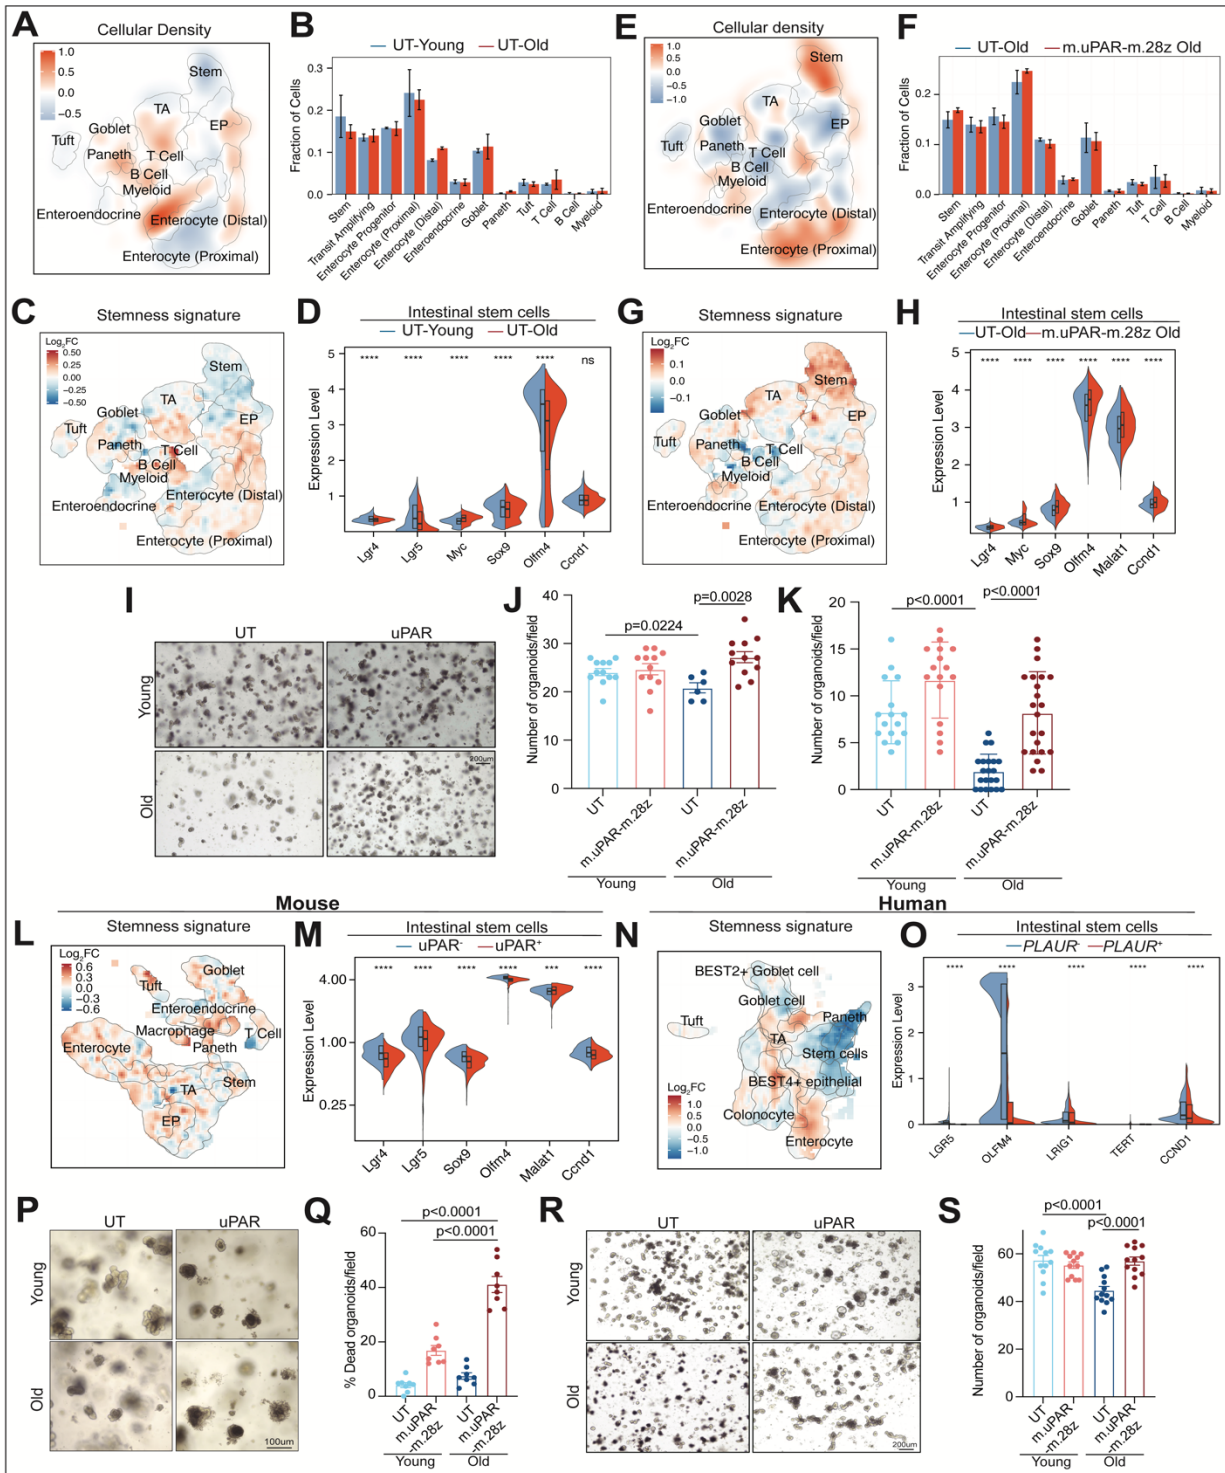 A
Cellular Density
1.0
0.5
0.0
−0.5
Stem
TA
EP
Goblet
Tuft
Paneth
T Cell
B Cell
Myeloid
Enteroendocrine
Enterocyte (Distal)
Enterocyte (Proximal)
B
UT-Young
UT-Old
Fraction of Cells
0.3
0.2
0.1
0.0
Stem
Transit Amplifying
Enterocyte Progenitor
Enterocyte (Proximal)
Enterocyte (Distal)
Enteroendocrine
Goblet
Paneth
Tuft
T Cell
B Cell
Myeloid
E
Cellular density
1.0
0.5
0.0
−0.5
−1.0
Stem
TA
EP
Goblet
Tuft
Paneth
T Cell
B Cell
Myeloid
Enteroendocrine
Enterocyte (Distal)
Enterocyte (Proximal)
F
UT-Old
m.uPAR-m.28z Old
Fraction of Cells
0.3
0.2
0.1
0.0
Stem
Transit Amplifying
Enterocyte Progenitor
Enterocyte (Proximal)
Enterocyte (Distal)
Enteroendocrine
Goblet
Paneth
Tuft
T Cell
B Cell
Myeloid
C
Stemness signature
Log2FC
0.50
0.25
0.00
−0.25
−0.50
Stem
TA
EP
Goblet
Tuft
Paneth
T Cell
B Cell
Myeloid
Enteroendocrine
Enterocyte (Distal)
Enterocyte (Proximal)
D
Intestinal stem cells
UT-Young
UT-Old
Expression Level
5
4
3
2
1
**** **** **** **** **** ns
Lgr4
Lgr5
Myc
Sox9
Olfm4
Ccnd1
G
Stemness signature
Log2FC
0.1
0.0
−0.1
Stem
TA
EP
Goblet
Tuft
Paneth
T Cell
B Cell
Myeloid
Enteroendocrine
Enterocyte (Distal)
Enterocyte (Proximal)
H
Intestinal stem cells
UT-Old
m.uPAR-m.28z Old
Expression Level
5
4
3
2
1
0
**** **** **** **** **** ****
Lgr4
Myc
Sox9
Olfm4
Malat1
Ccnd1
I
UT
uPAR
Young
Old
200um
J
Number of organoids/field
40
30
20
10
0
p=0.0224
p=0.0028
UT
m.uPAR-m.28z
UT
m.uPAR-m.28z
Young
Old
K
Number of organoids/field
20
15
10
5
0
p<0.0001
p<0.0001
UT
m.uPAR-m.28z
UT
m.uPAR-m.28z
Young
Old
Mouse
Human
L
Stemness signature
Log2FC
0.6
0.3
0.0
−0.3
−0.6
Goblet
Tuft
Enteroendocrine
Macrophage
T Cell
Enterocyte
Paneth
TA
Stem
EP
M
Intestinal stem cells
uPAR-
uPAR+
Expression Level
4.00
1.00
0.25
**** **** **** **** *** ****
Lgr4
Lgr5
Sox9
Olfm4
Malat1
Ccnd1
N
Stemness signature
BEST2+ Goblet cell
Goblet cell
Paneth
Tuft
TA
Stem cells
BEST4+ epithelial
Colonocyte
Enterocyte
Log2FC
1.0
0.5
0.0
−0.5
−1.0
O
Intestinal stem cells
PLAUR-
PLAUR+
Expression Level
3
2
1
0
**** **** **** **** ****
LGR5
OLFM4
LRIG1
TERT
CCND1
P
UT
uPAR
Young
Old
100um
Q
% Dead organoids/field
60
40
20
0
p<0.0001
p<0.0001
UT
m.uPAR
-m.28z
UT
m.uPAR
-m.28z
Young
Old
R
UT
uPAR
Young
Old
200um
S
Number of organoids/field
60
40
20
0
p<0.0001
p<0.0001
UT
m.uPAR
-m.28z
UT
m.uPAR
-m.28z
Young
Old